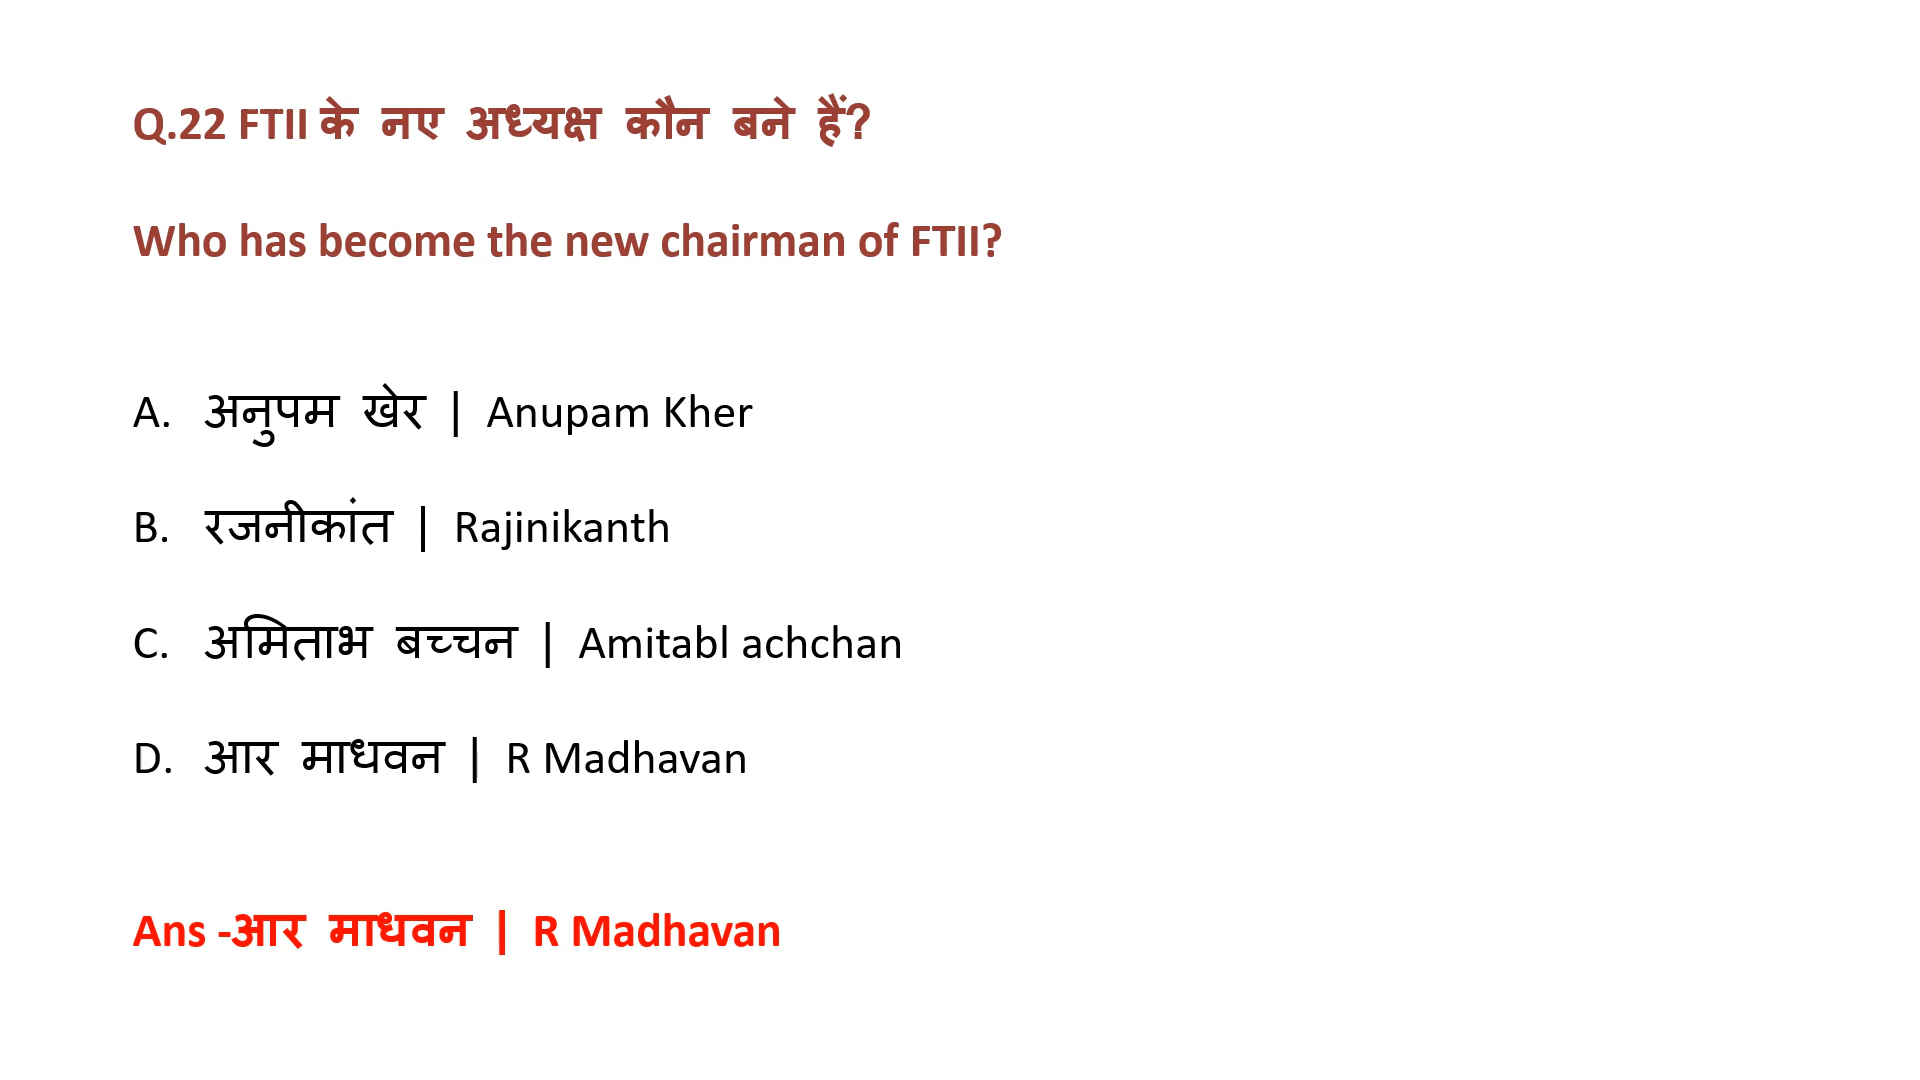 Q.22 FTII के नए अध्यक्ष कौन बने हैं?
Who has become the new chairman of FTII?
A. अनुपम खेर | Anupam Kher
B. रजनीकांत | Rajinikanth
C. अमिताभ बच्चन | Amitabl achchan
D. आर माधवन | R Madhavan
Ans -आर माधवन | R Madhavan